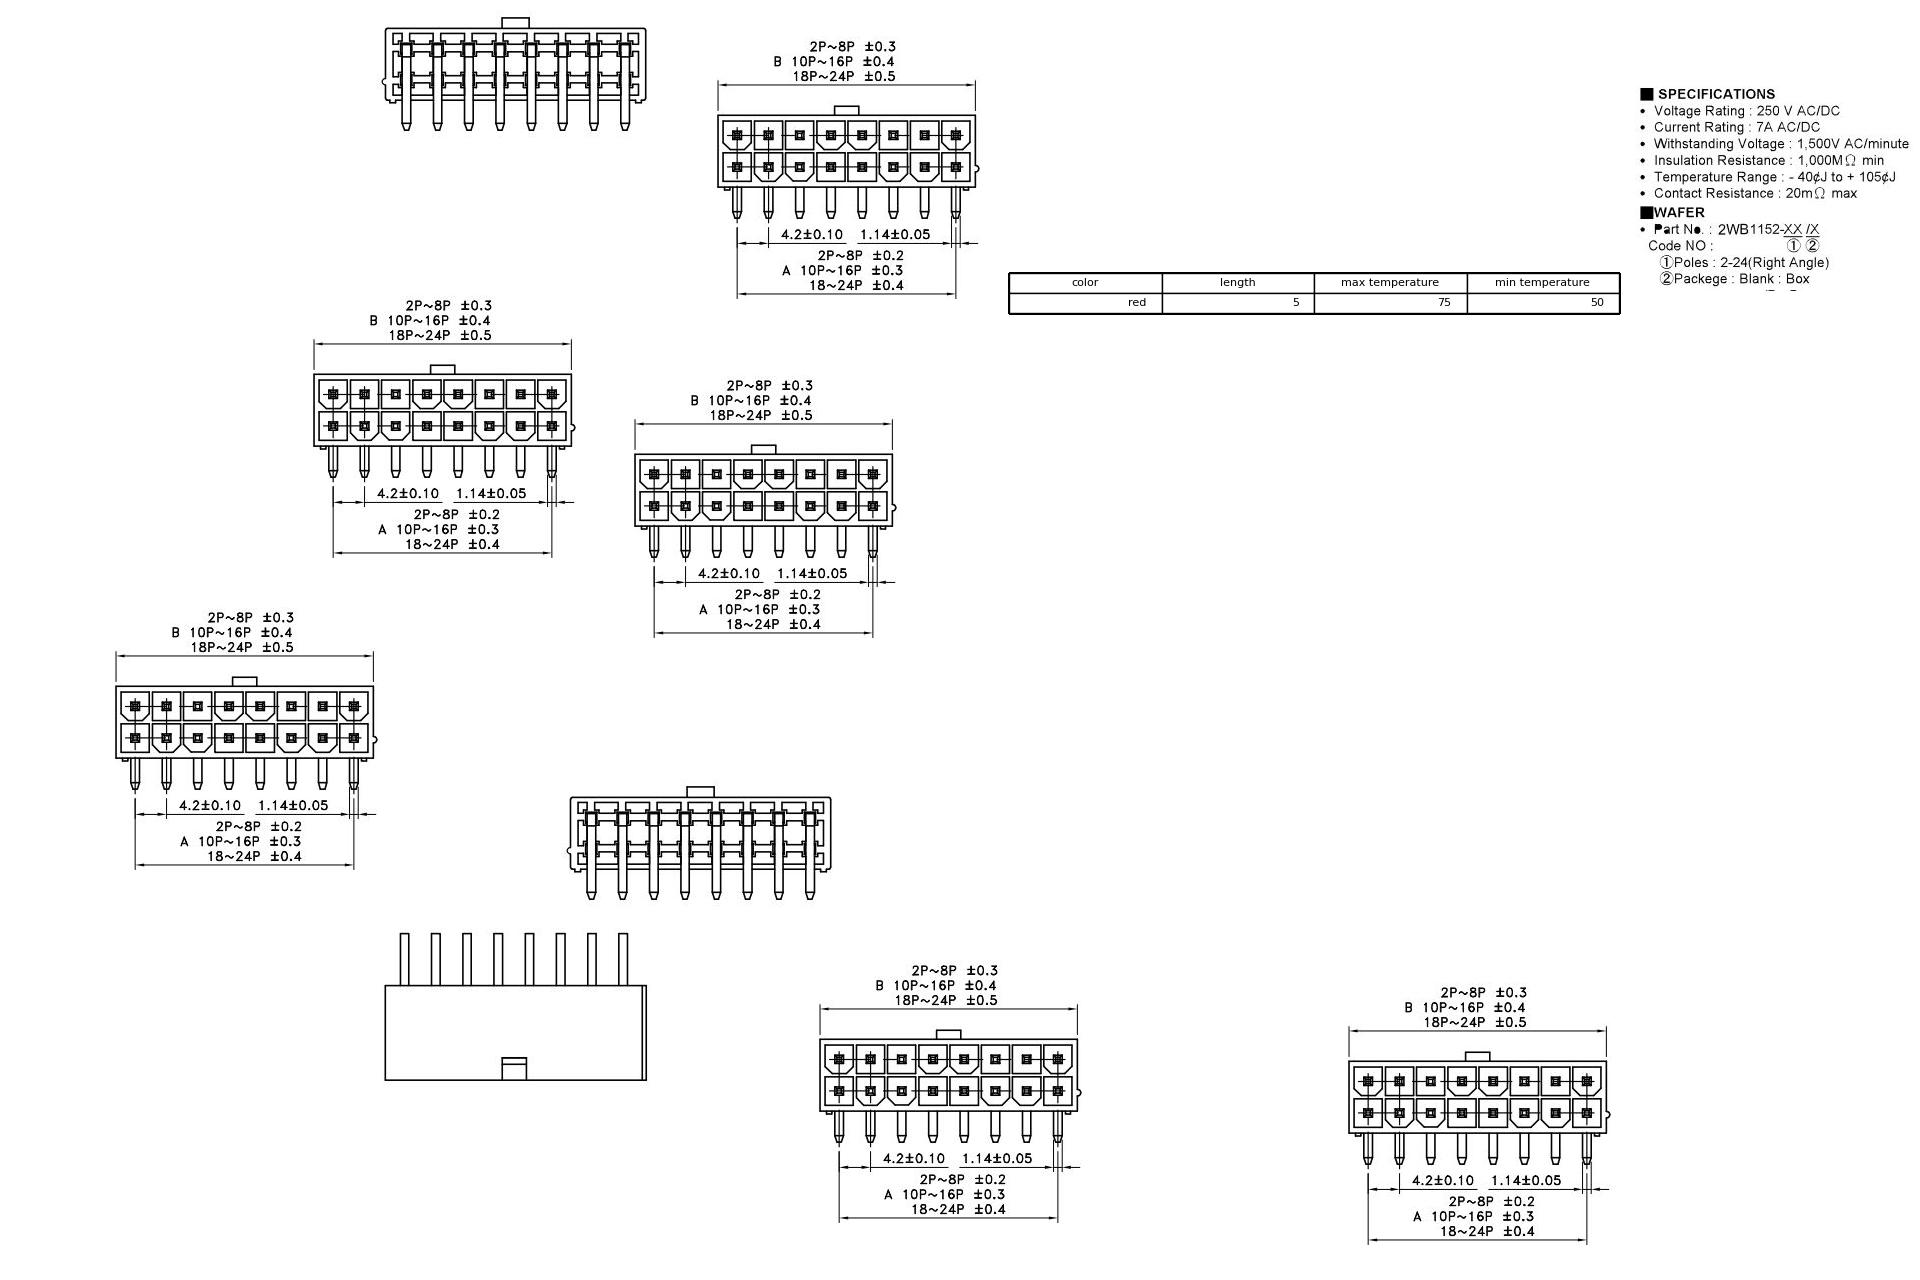 2P~8P ±0.3
B 10P~16P ±0.4
18P~24P ±0.5
4.2±0.10 1.14±0.05
2P~8P ±0.2
A 10P~16P ±0.3
18~24P ±0.4
■ SPECIFICATIONS
• Voltage Rating : 250 V AC/DC
• Current Rating : 7A AC/DC
• Withstanding Voltage : 1,500V AC/minute
• Insulation Resistance : 1,000MΩ min
• Temperature Range : - 40¢J to + 105¢J
• Contact Resistance : 20mΩ max
■WAFER
• Part No. : 2WB1152-XX /X
Code NO : ① ②
①Poles : 2-24(Right Angle)
②Packege : Blank : Box
color length max temperature min temperature
red 5 75 50
2P~8P ±0.3
B 10P~16P ±0.4
18P~24P ±0.5
4.2±0.10 1.14±0.05
2P~8P ±0.2
A 10P~16P ±0.3
18~24P ±0.4
2P~8P ±0.3
B 10P~16P ±0.4
18P~24P ±0.5
4.2±0.10 1.14±0.05
2P~8P ±0.2
A 10P~16P ±0.3
18~24P ±0.4
2P~8P ±0.3
B 10P~16P ±0.4
18P~24P ±0.5
4.2±0.10 1.14±0.05
2P~8P ±0.2
A 10P~16P ±0.3
18~24P ±0.4
2P~8P ±0.3
B 10P~16P ±0.4
18P~24P ±0.5
4.2±0.10 1.14±0.05
2P~8P ±0.2
A 10P~16P ±0.3
18~24P ±0.4
2P~8P ±0.3
B 10P~16P ±0.4
18P~24P ±0.5
4.2±0.10 1.14±0.05
2P~8P ±0.2
A 10P~16P ±0.3
18~24P ±0.4